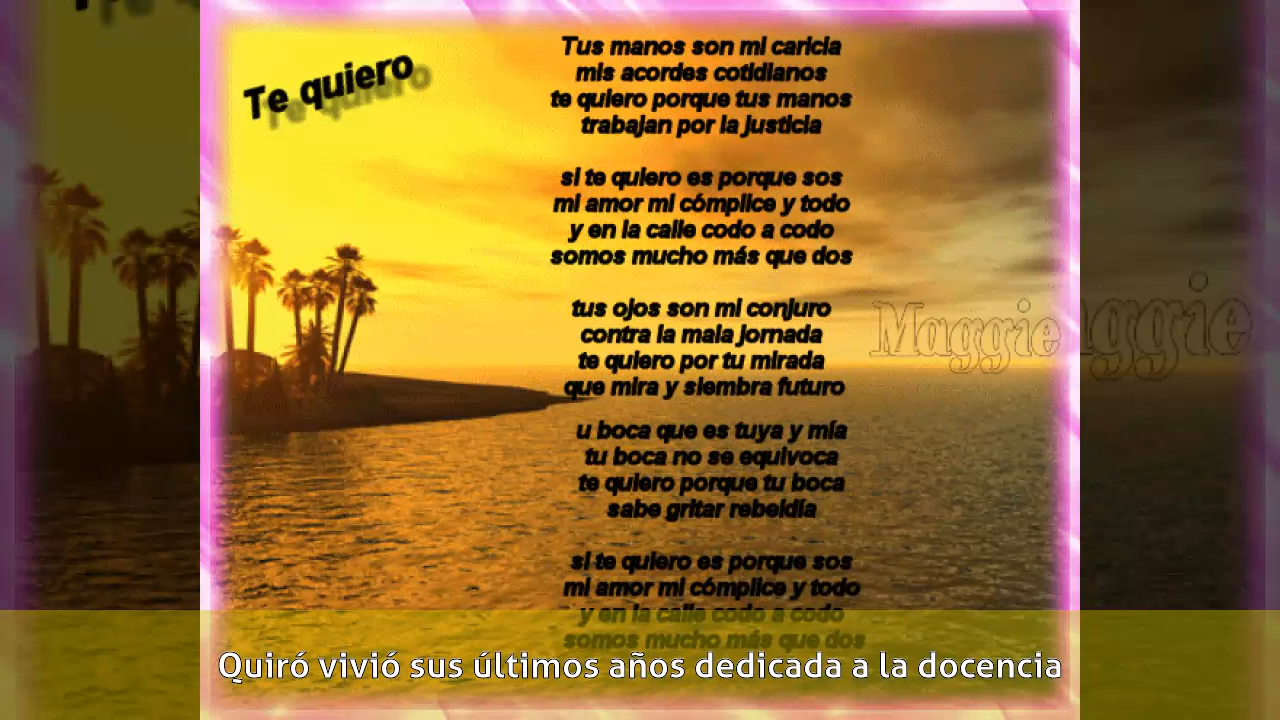 Te quiero
Tus manos son mi caricia
mis acordes cotidianos
te quiero porque tus manos
trabajan por la justicia
si te quiero es porque sos
mi amor mi cómplice y todo
y en la calle codo a codo
somos mucho más que dos
tus ojos son mi conjuro
contra la mala jornada
te quiero por tu mirada
que mira y siembra futuro
u boca que es tuya y mía
tu boca no se equivoca
te quiero porque tu boca
sabe gritar rebeldía
si te quiero es porque sos
mi amor mi cómplice y todo
y en la calle codo a codo
somos mucho más que dos
Maggie
aggie
Quiró vivió sus últimos años dedicada a la docencia